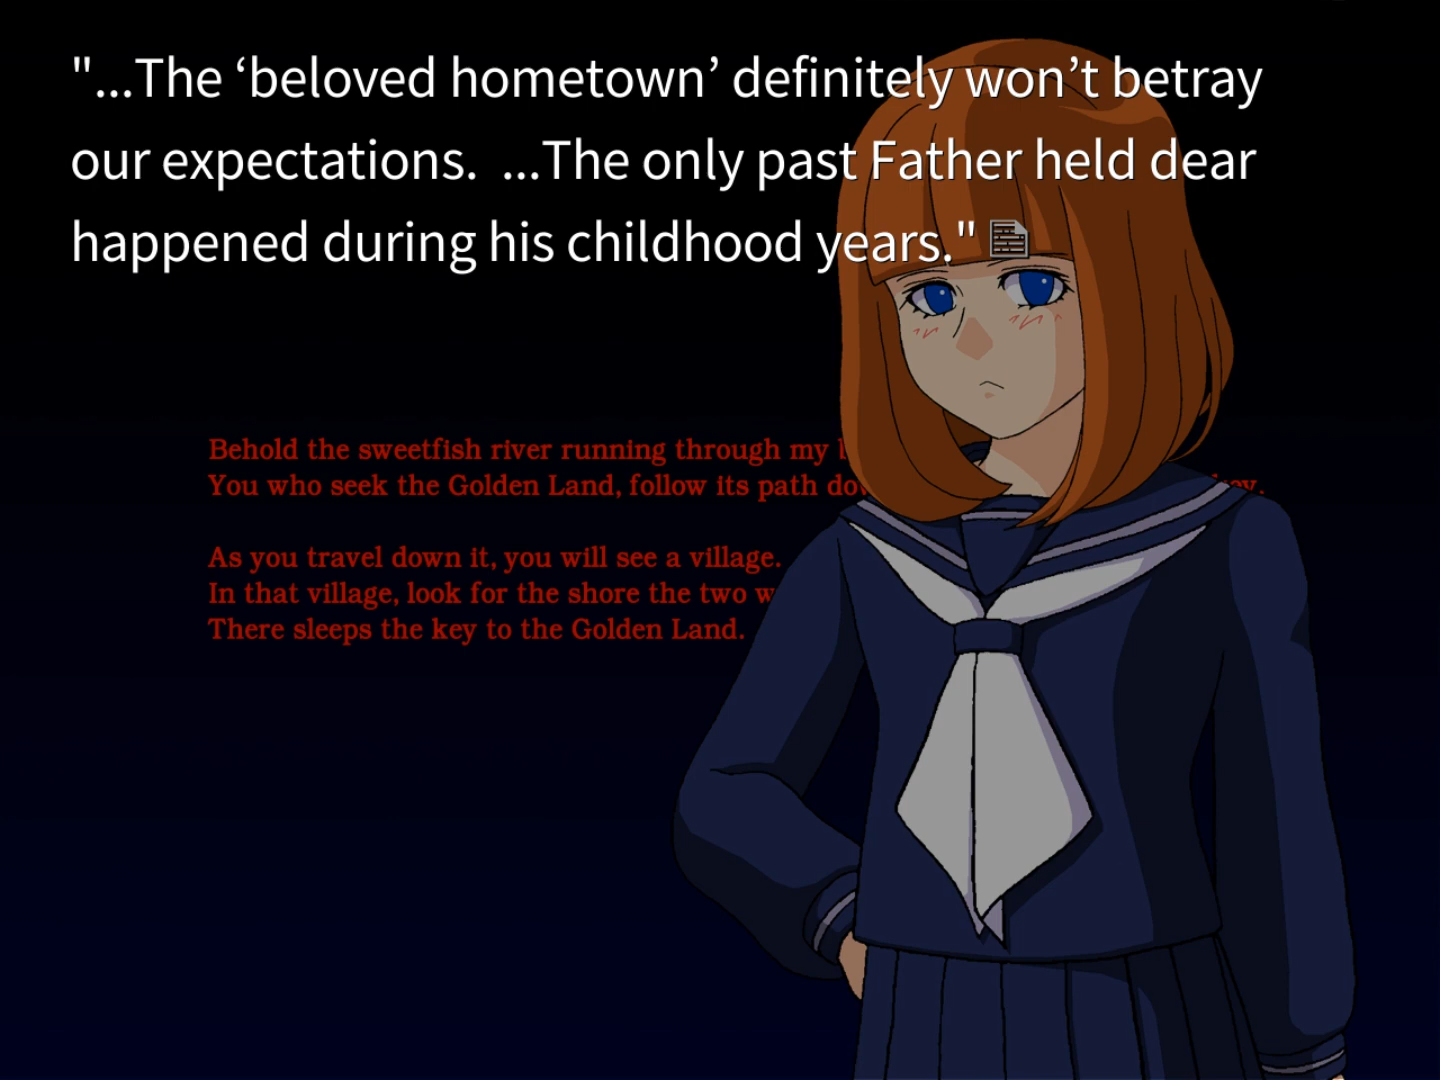 "...The ‘beloved hometown’ definitely won’t betray
our expectations. ...The only past Father held dear
happened during his childhood years."
Behold the sweetfish river running through my
You who seek the Golden Land, follow its path
As you travel down it, you will see a village.
In that village, look for the shore the two
There sleeps the key to the Golden Land.